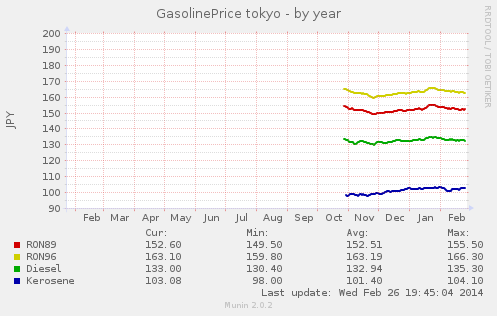 GasolinePrice tokyo - by year
RRDTOOL / TOBI OETIKER
JPY
200
190
180
170
160
150
140
130
120
110
100
90
Feb Mar Apr May Jun Jul Aug Sep Oct Nov Dec Jan Feb
Cur: Min: Avg: Max:
RON89 152.60 149.50 152.51 155.50
RON96 163.10 159.80 163.19 166.30
Diesel 133.00 130.40 132.94 135.30
Kerosene 103.08 98.00 101.40 104.10
Last update: Wed Feb 26 19:45:04 2014
Munin 2.0.2